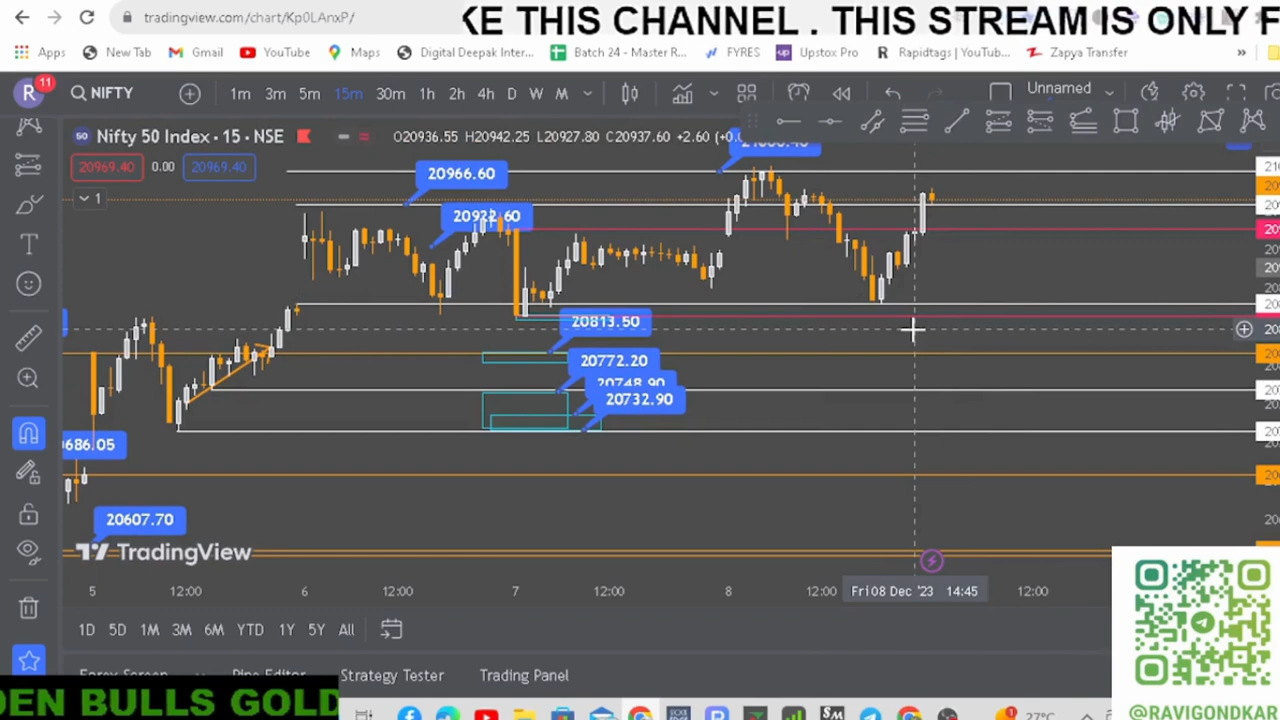 tradingview.com/chart/Kp0LAnxP/
KE THIS CHANNEL . THIS STREAM IS ONLY F
Apps New Tab Gmail YouTube Maps Digital Deepak Inter... Batch 24 - Master R... FYRES Upstox Pro Rapidtags | YouTub... Zapya Transfer »
R 11 NIFTY 1m 3m 5m 15m 30m 1h 2h 4h D W M Unnamed
50 Nifty 50 Index · 15 · NSE O20936.55 H20942.25 L20927.80 C20937.60 +2.60
20969.40 0.00 20969.40
1
20966.60
20922.60
20813.50
20772.20
20748.90
20732.90
20607.70
TradingView
5 12:00 6 12:00 7 12:00 8 12:00 Fri 08 Dec '23 14:45 12:00
1D 5D 1M 3M 6M YTD 1Y 5Y All
Strategy Tester Trading Panel
DEN BULLS GOLD
27°C
@RAVIGONDKAR